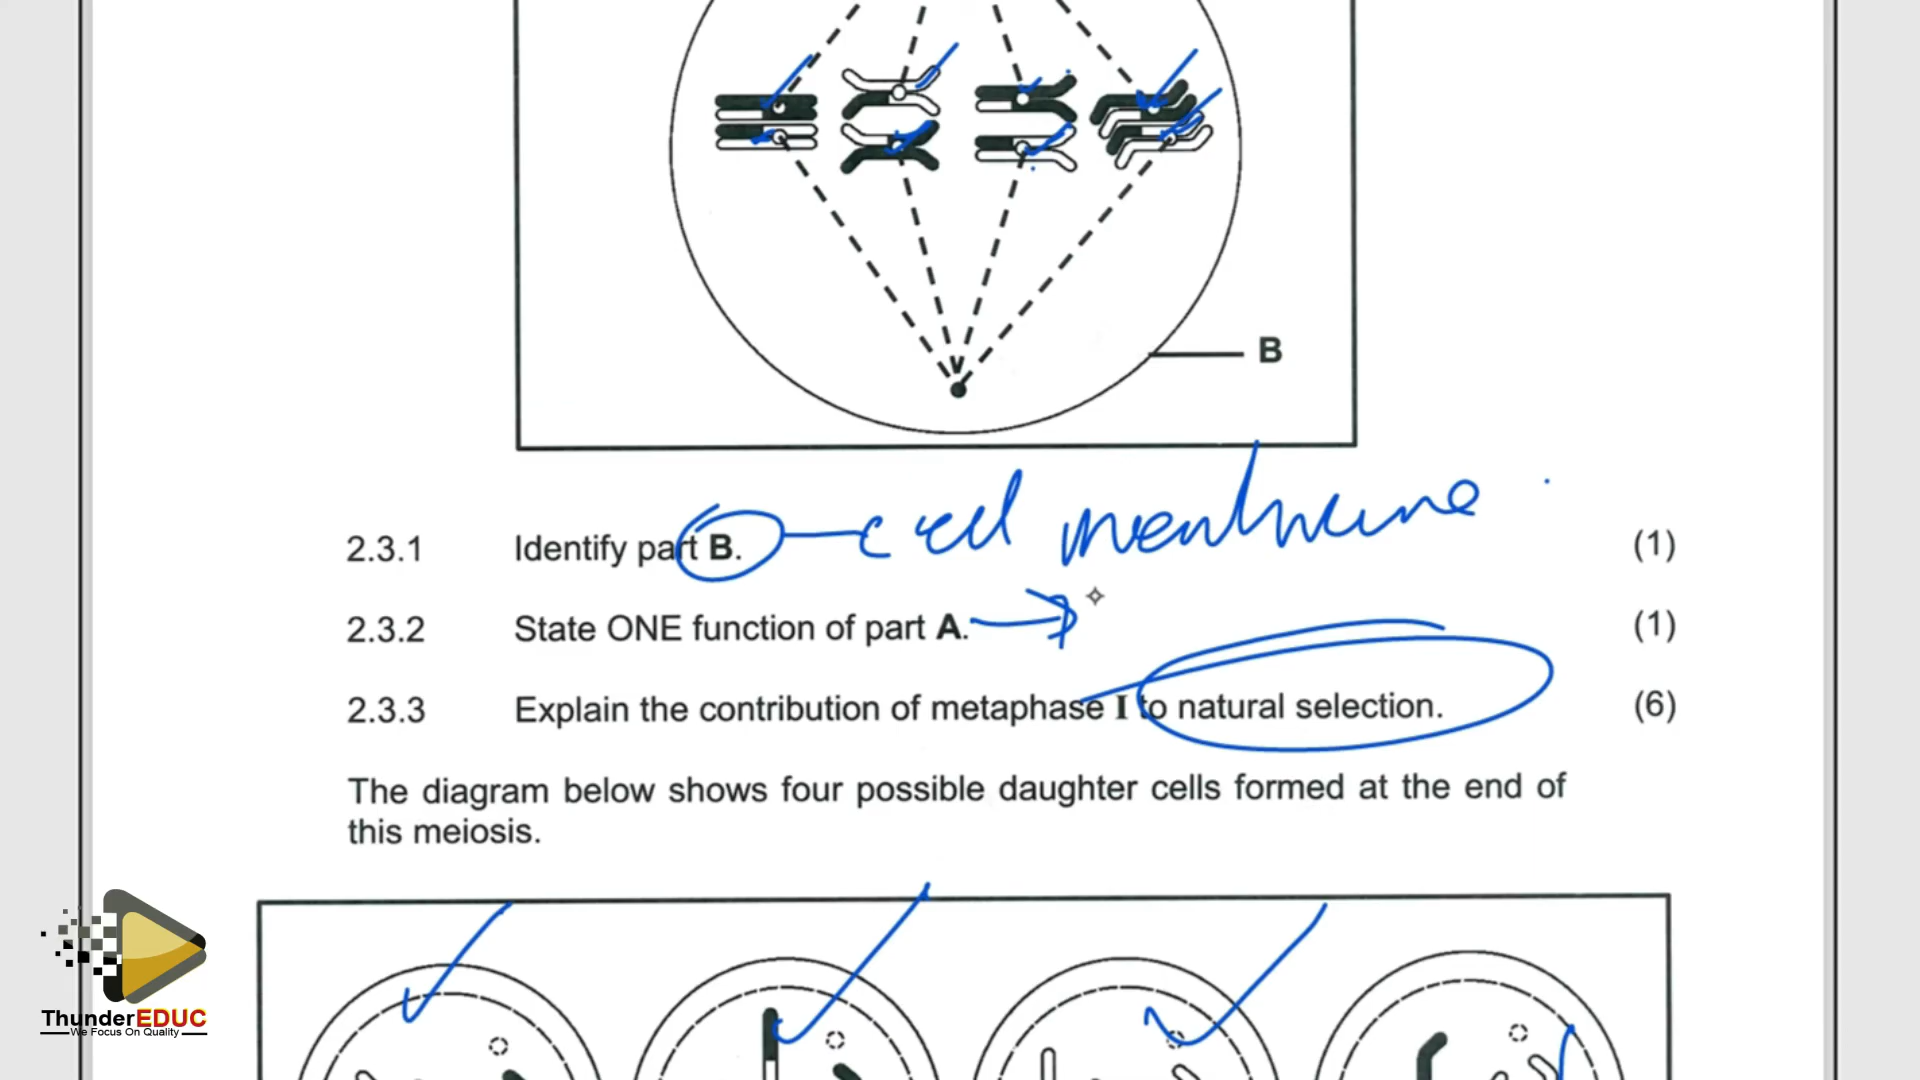 B
cell membrane
2.3.1 Identify part B. (1)
2.3.2 State ONE function of part A. (1)
2.3.3 Explain the contribution of metaphase I to natural selection. (6)
The diagram below shows four possible daughter cells formed at the end of
this meiosis.
ThunderEDUC
We Focus On Quality